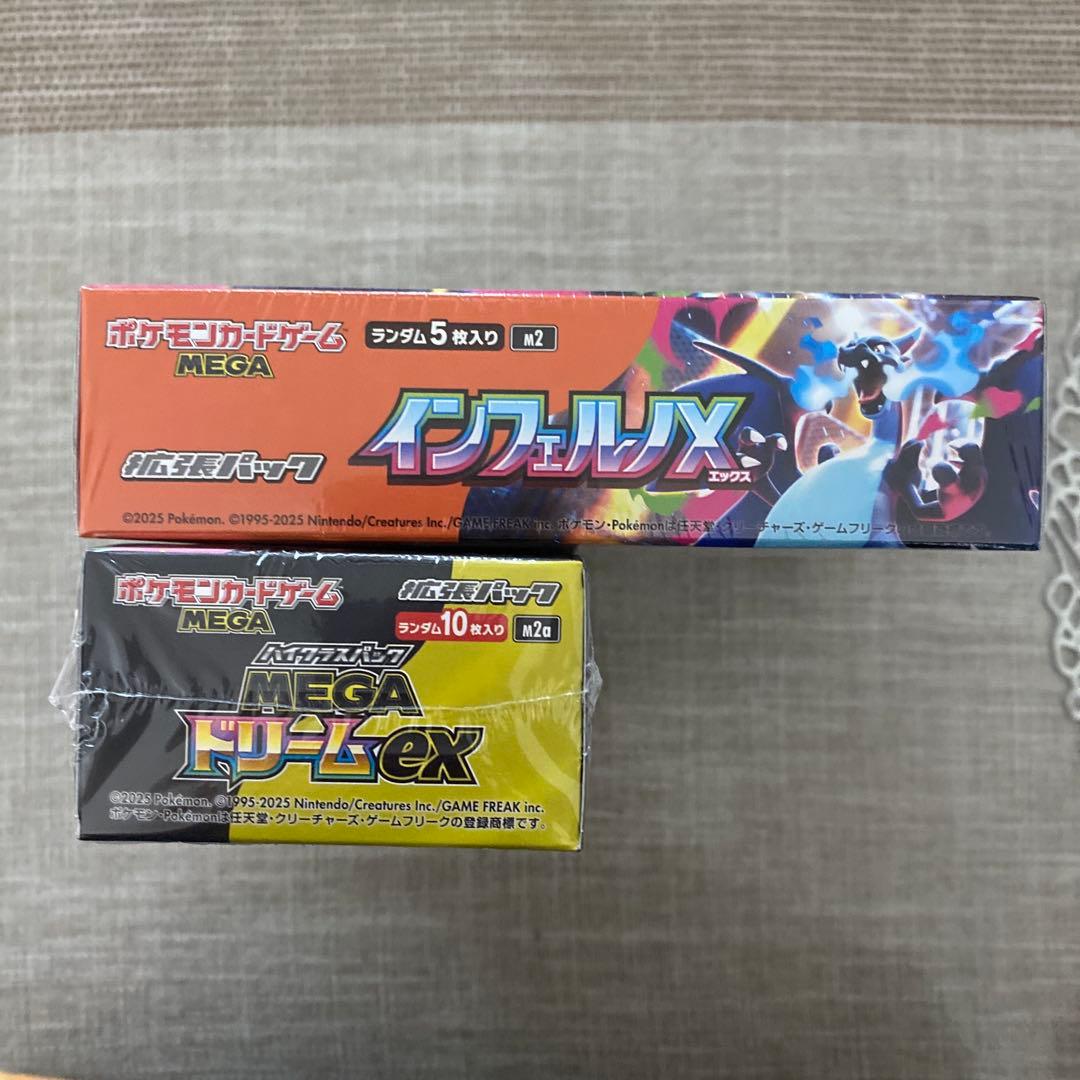 ポケモンカードゲーム
MEGA
ランダム5枚入り M2
インフェルノX
エックス
拡張パック
©2025 Pokémon. ©1995-2025 Nintendo/Creatures Inc./GAME FREAK inc. ポケモン・Pokémonは任天堂・クリーチャーズ・ゲームフリーク
ポケモンカードゲーム
MEGA
拡張パック
ランダム10枚入り M2a
ハイクラスパック
MEGA
ドリームex
©2025 Pokémon. ©1995-2025 Nintendo/Creatures Inc./GAME FREAK inc.
ポケモン・Pokémonは任天堂・クリーチャーズ・ゲームフリークの登録商標です。